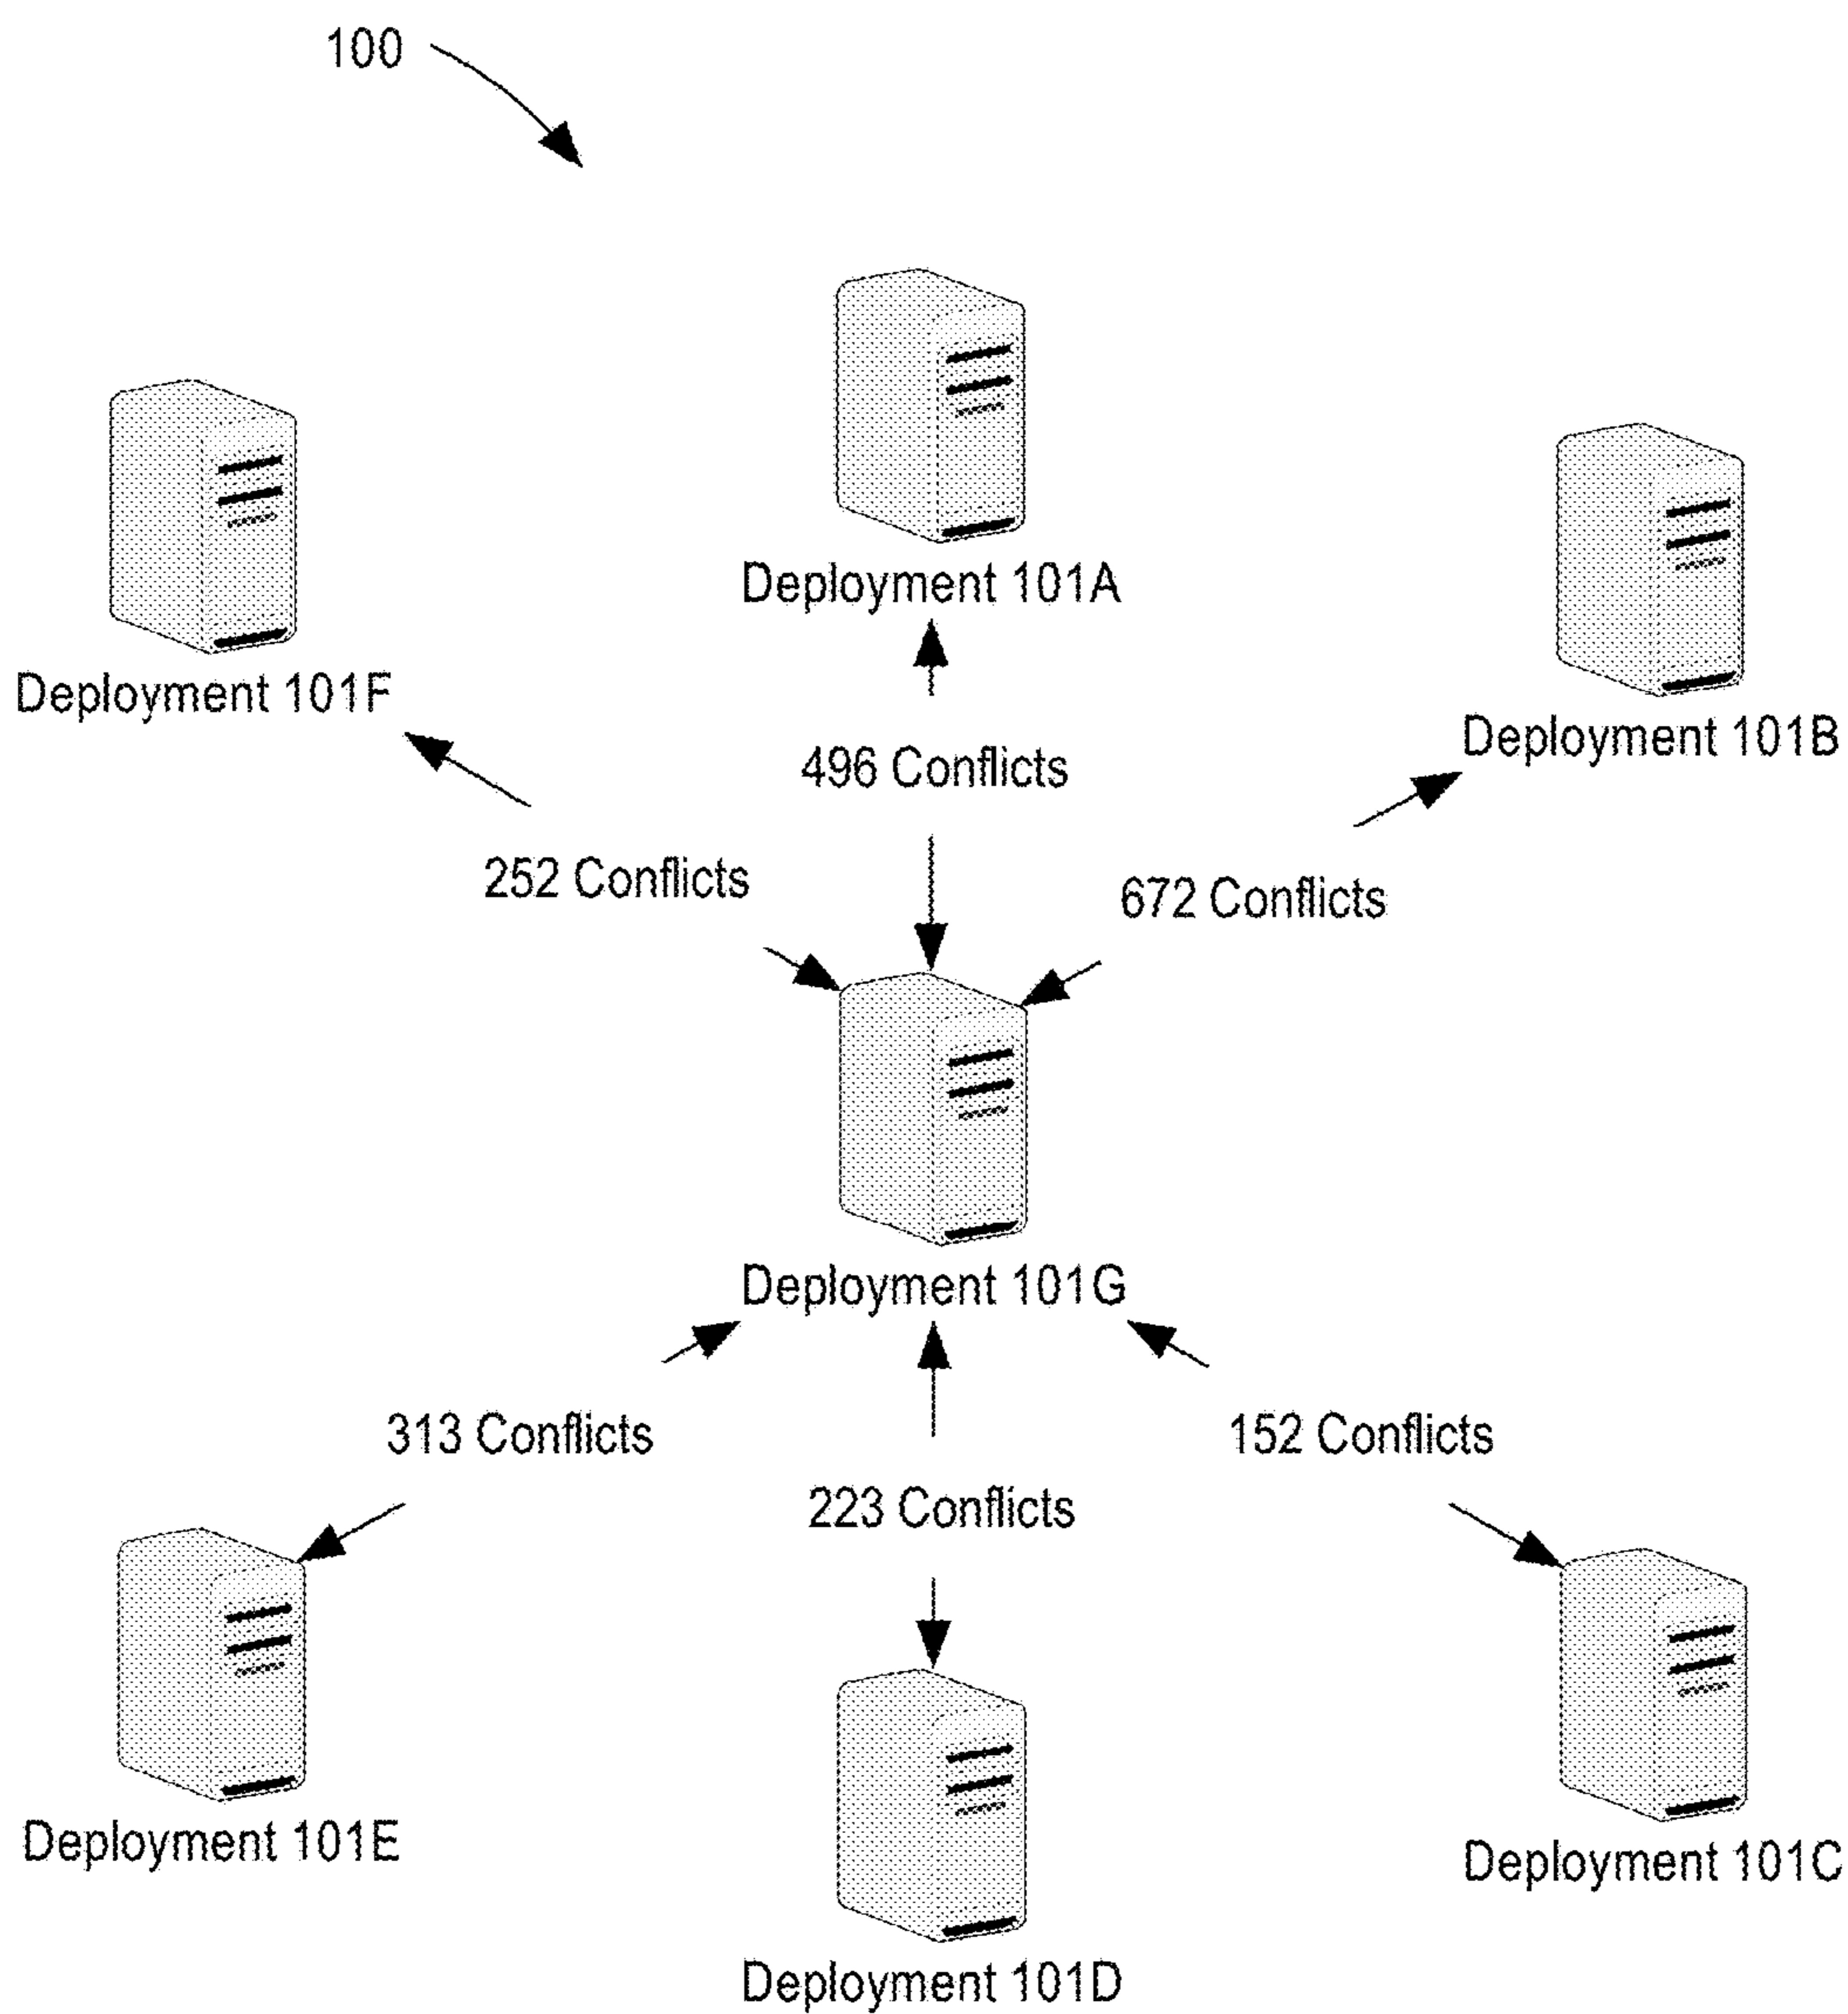 100
Deployment 101A
Deployment 101F
Deployment 101B
496 Conflicts
252 Conflicts
672 Conflicts
Deployment 101G
313 Conflicts
152 Conflicts
223 Conflicts
Deployment 101E
Deployment 101C
Deployment 101D